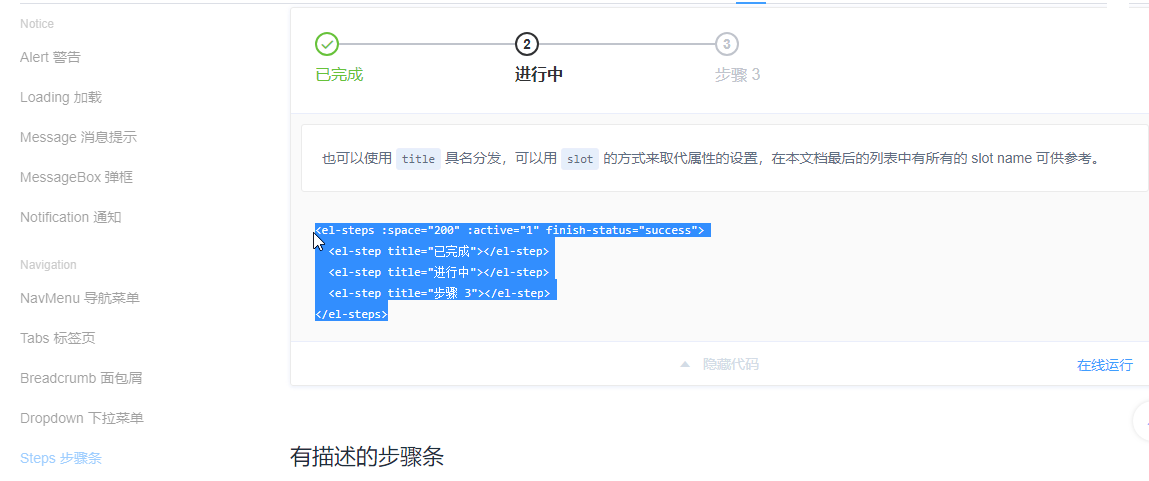 Notice
Alert 警告
Loading 加载
Message 消息提示
MessageBox 弹框
Notification 通知
Navigation
NavMenu 导航菜单
Tabs 标签页
Breadcrumb 面包屑
Dropdown 下拉菜单
Steps 步骤条
2
3
已完成
进行中
步骤 3
也可以使用 title 具名分发，可以用 slot 的方式来取代属性的设置，在本文档最后的列表中有所有的 slot name 可供参考。
<el-steps :space="200" :active="1" finish-status="success">
<el-step title="已完成"></el-step>
<el-step title="进行中"></el-step>
<el-step title="步骤 3"></el-step>
</el-steps>
隐藏代码
在线运行
有描述的步骤条